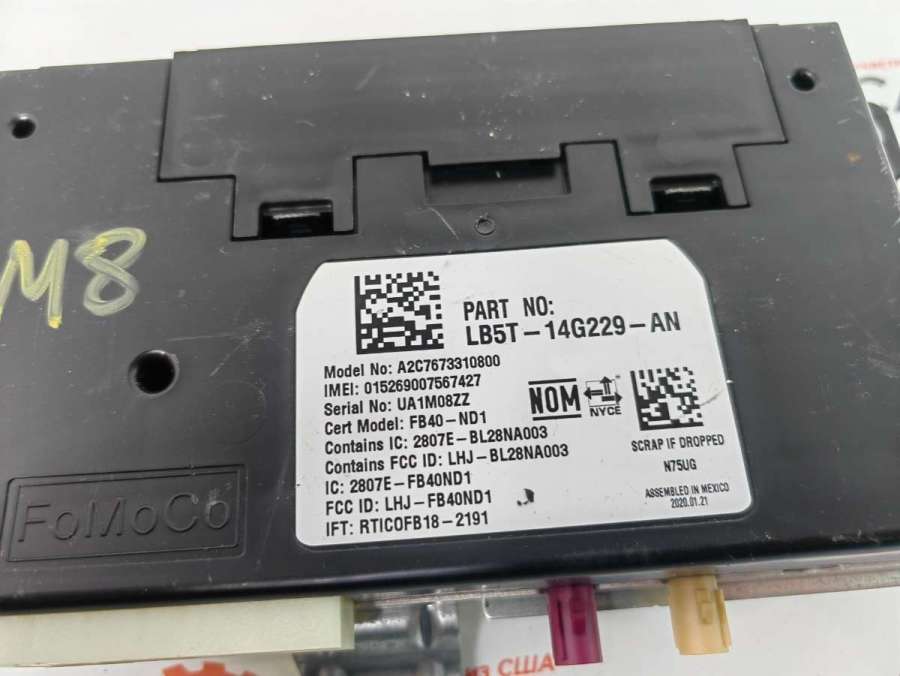 M8
PART NO:
LB5T-14G229-AN
Model No: A2C7673310800
IMEI: 015269007567427
Serial No: UA1M08ZZ
Cert Model: FB40-ND1
Contains IC: 2807E-BL28NA003
Contains FCC ID: LHJ-BL28NA003
IC: 2807E-FB40ND1
FCC ID: LHJ-FB40ND1
IFT: RTICOFB18-2191
NOM
NYCE
SCRAP IF DROPPED
N75UG
ASSEMBLED IN MEXICO
2020.01.21
FoMoCo
ИЗ США